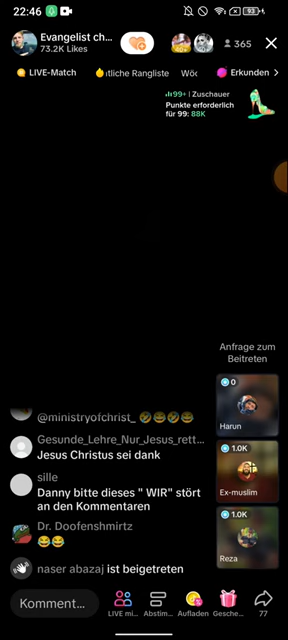 22:46
93
Evangelist ch...
73.2K Likes
365
LIVE-Match
tliche Rangliste
Wöc
Erkunden >
99+ | Zuschauer
Punkte erforderlich
für 99: 88K
Anfrage zum
Beitreten
0
Harun
@ministryofchrist_ 🤣😂🤣😂
Gesunde_Lehre_Nur_Jesus_rett...
Jesus Christus sei dank
1.0K
Ex-muslim
sille
Danny bitte dieses " WIR" stört
an den Kommentaren
1.0K
Reza
Dr. Doofenshmirtz
😂😂
naser abazaj ist beigetreten
Komment...
LIVE mi...
Abstim...
Aufladen
Gesche...
77